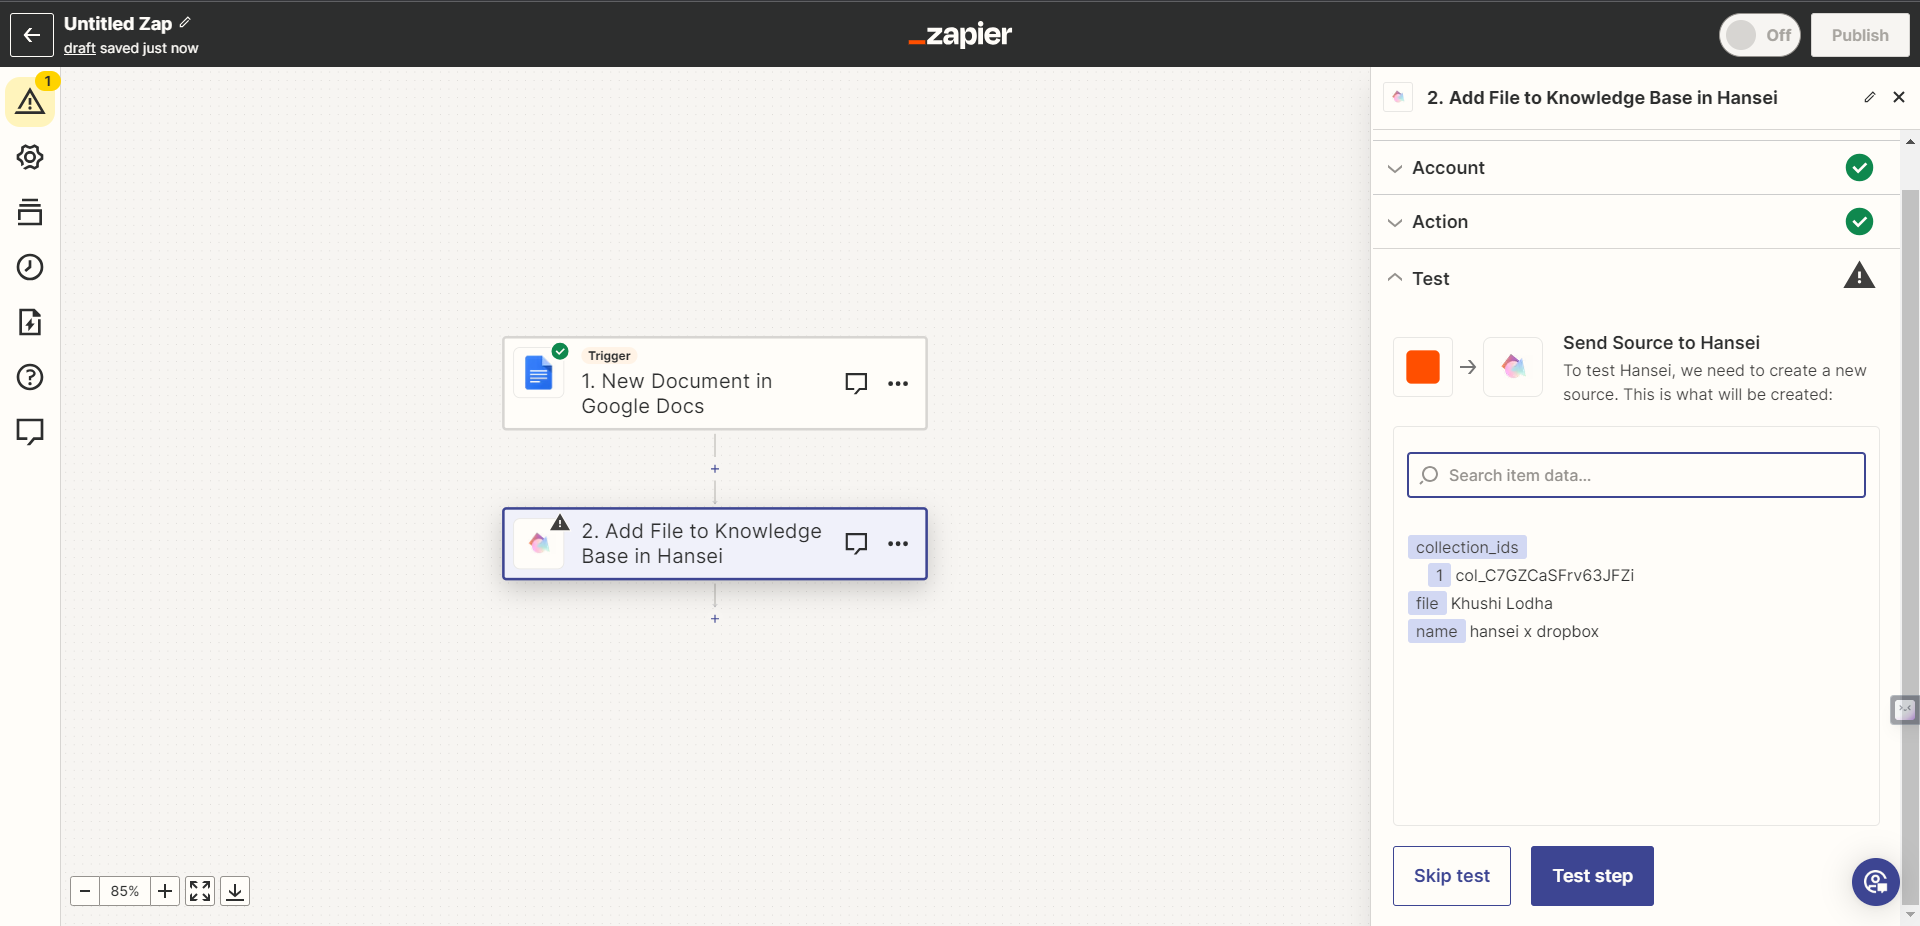 Untitled Zap
draft saved just now
_zapier
Off
Publish
1
2. Add File to Knowledge Base in Hansei
Account
Action
Test
Send Source to Hansei
To test Hansei, we need to create a new
source. This is what will be created:
Search item data...
collection_ids
1 col_C7GZCaSFrv63JFZi
file Khushi Lodha
name hansei x dropbox
Skip test
Test step
Trigger
1. New Document in
Google Docs
2. Add File to Knowledge
Base in Hansei
85%